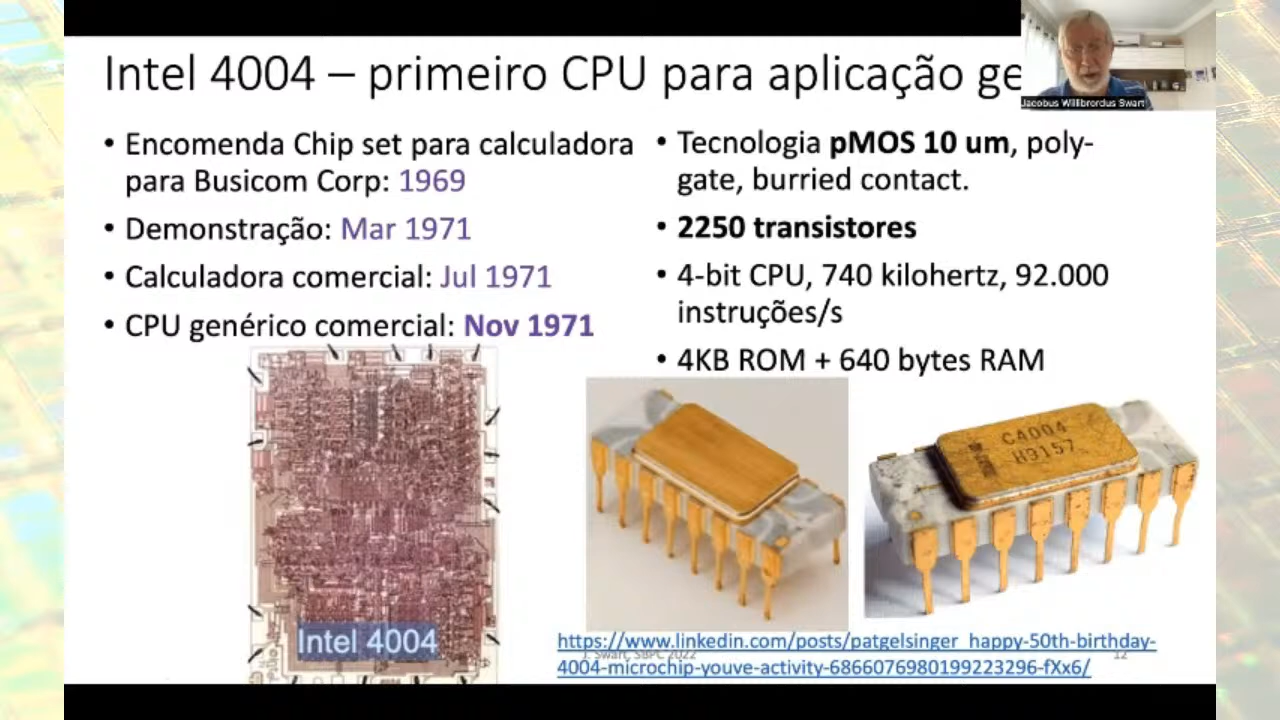 Intel 4004 – primeiro CPU para aplicação ge
Jacobus Willibrordus Swart
• Encomenda Chip set para calculadora
para Busicom Corp: 1969
• Demonstração: Mar 1971
• Calculadora comercial: Jul 1971
• CPU genérico comercial: Nov 1971
• Tecnologia pMOS 10 um, poly-
gate, burried contact.
• 2250 transistores
• 4-bit CPU, 740 kilohertz, 92.000
instruções/s
• 4KB ROM + 640 bytes RAM
Intel 4004
C4004
H3157
https://www.linkedin.com/posts/patgelsinger_happy-50th-birthday-
4004-microchip-youve-activity-6866076980199223296-fXx6/
J. Swart, SBPC 2022
12